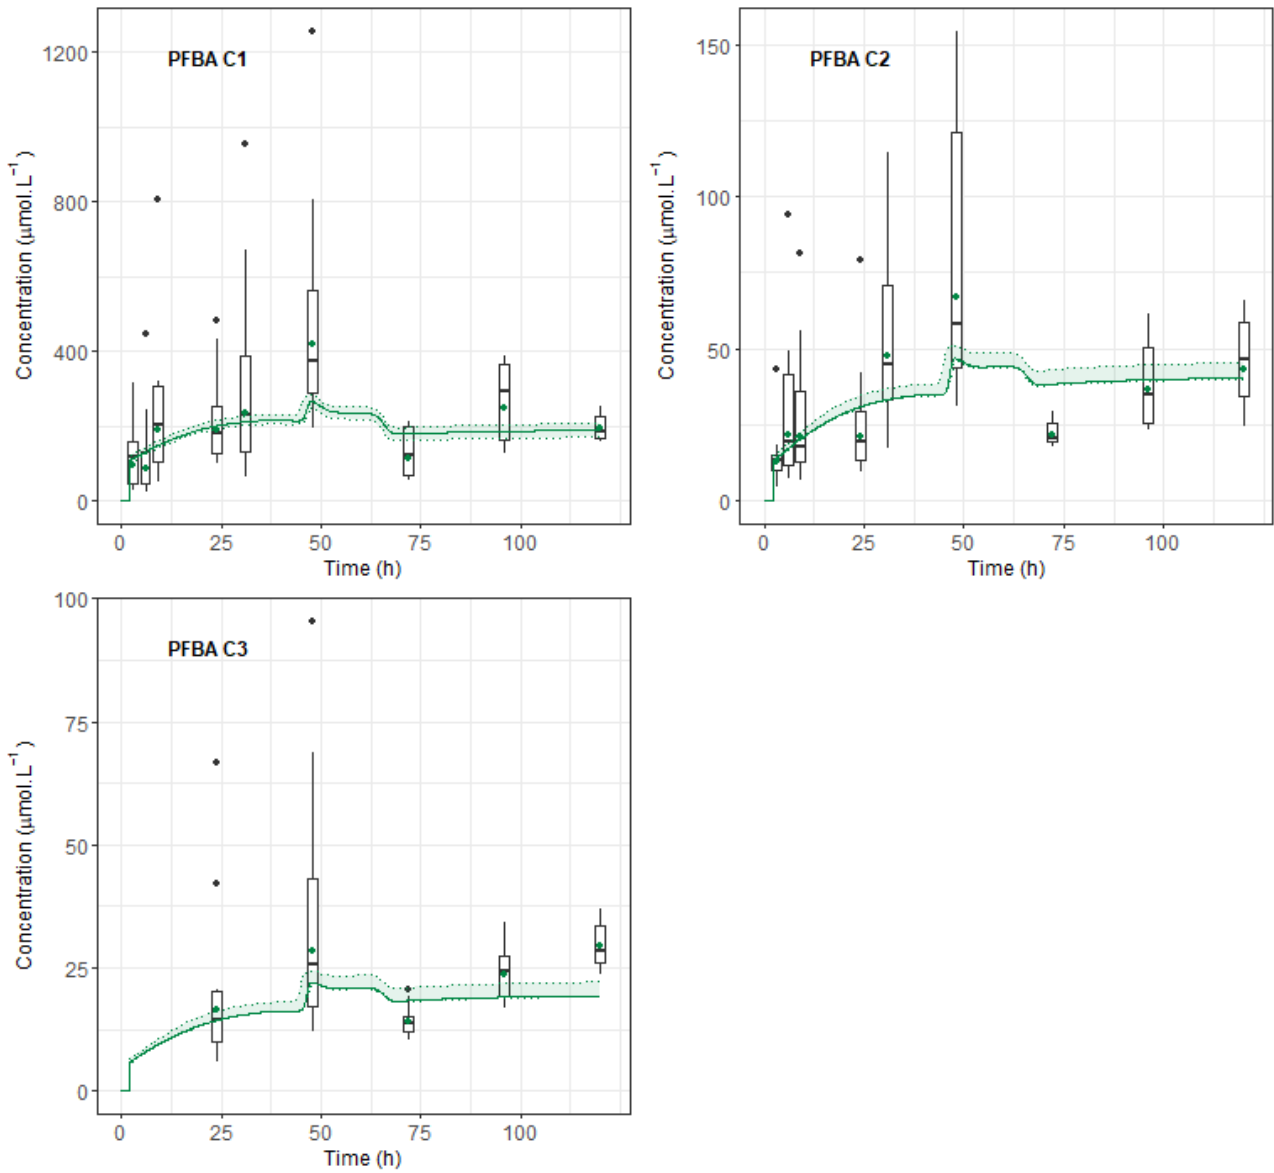 PFBA C1
Concentration (μmol.L⁻¹ )
1200
800
400
0
0 25 50 75 100
Time (h)
PFBA C2
Concentration (μmol.L⁻¹ )
150
100
50
0
0 25 50 75 100
Time (h)
PFBA C3
Concentration (μmol.L⁻¹ )
100
75
50
25
0
0 25 50 75 100
Time (h)